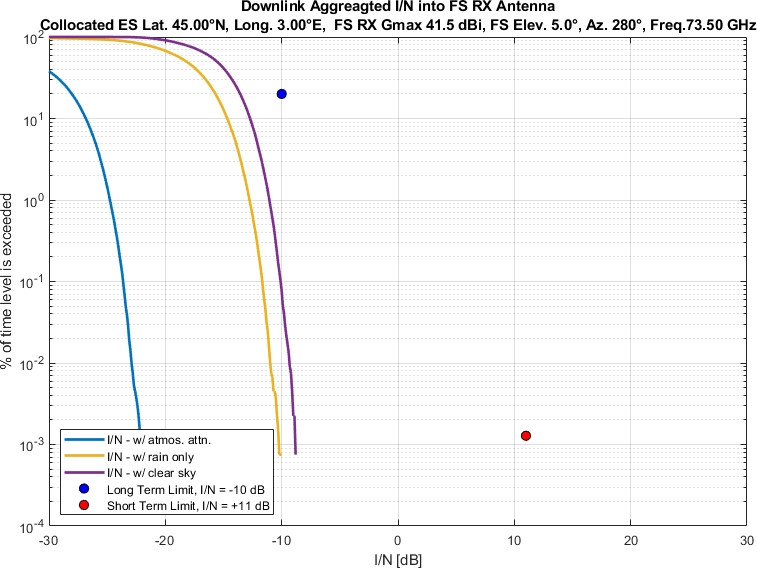 Downlink Aggreagted I/N into FS RX Antenna
Collocated ES Lat. 45.00°N, Long. 3.00°E,  FS RX Gmax 41.5 dBi, FS Elev. 5.0°, Az. 280°, Freq.73.50 GHz
% of time level is exceeded
10^2
10^1
10^0
10^-1
10^-2
10^-3
10^-4
I/N - w/ atmos. attn.
I/N - w/ rain only
I/N - w/ clear sky
Long Term Limit, I/N = -10 dB
Short Term Limit, I/N = +11 dB
-30 -20 -10 0 10 20 30
I/N [dB]